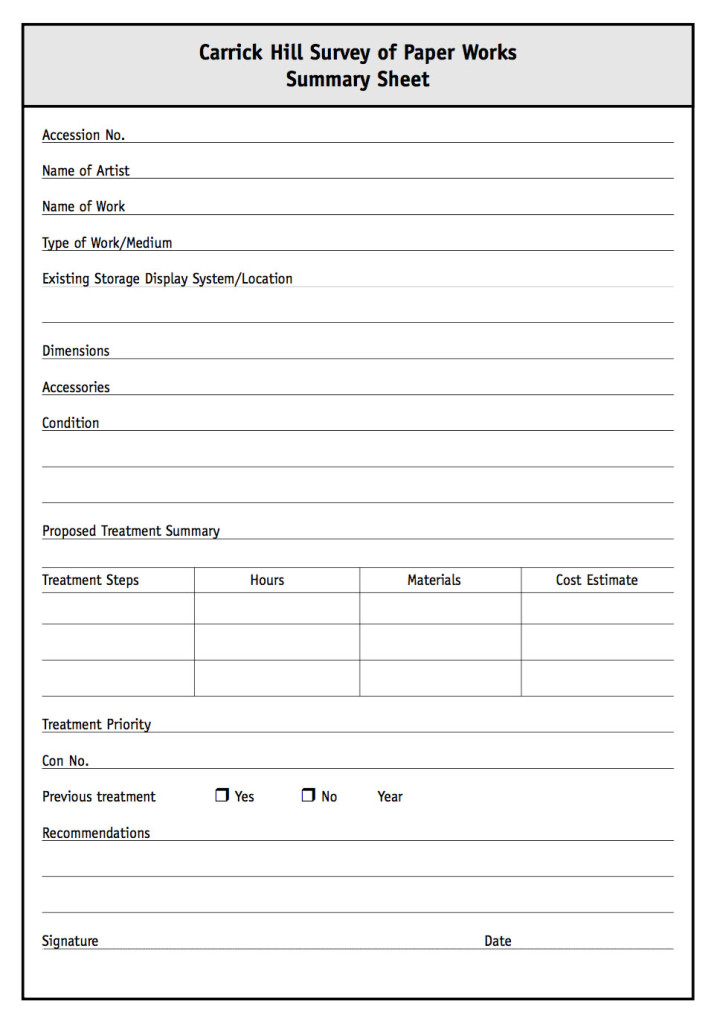 Carrick Hill Survey of Paper Works
Summary Sheet
Accession No.
Name of Artist
Name of Work
Type of Work/Medium
Existing Storage Display System/Location
Dimensions
Accessories
Condition
Proposed Treatment Summary
Treatment Steps Hours Materials Cost Estimate
Treatment Priority
Con No.
Previous treatment Yes No Year
Recommendations
Signature Date